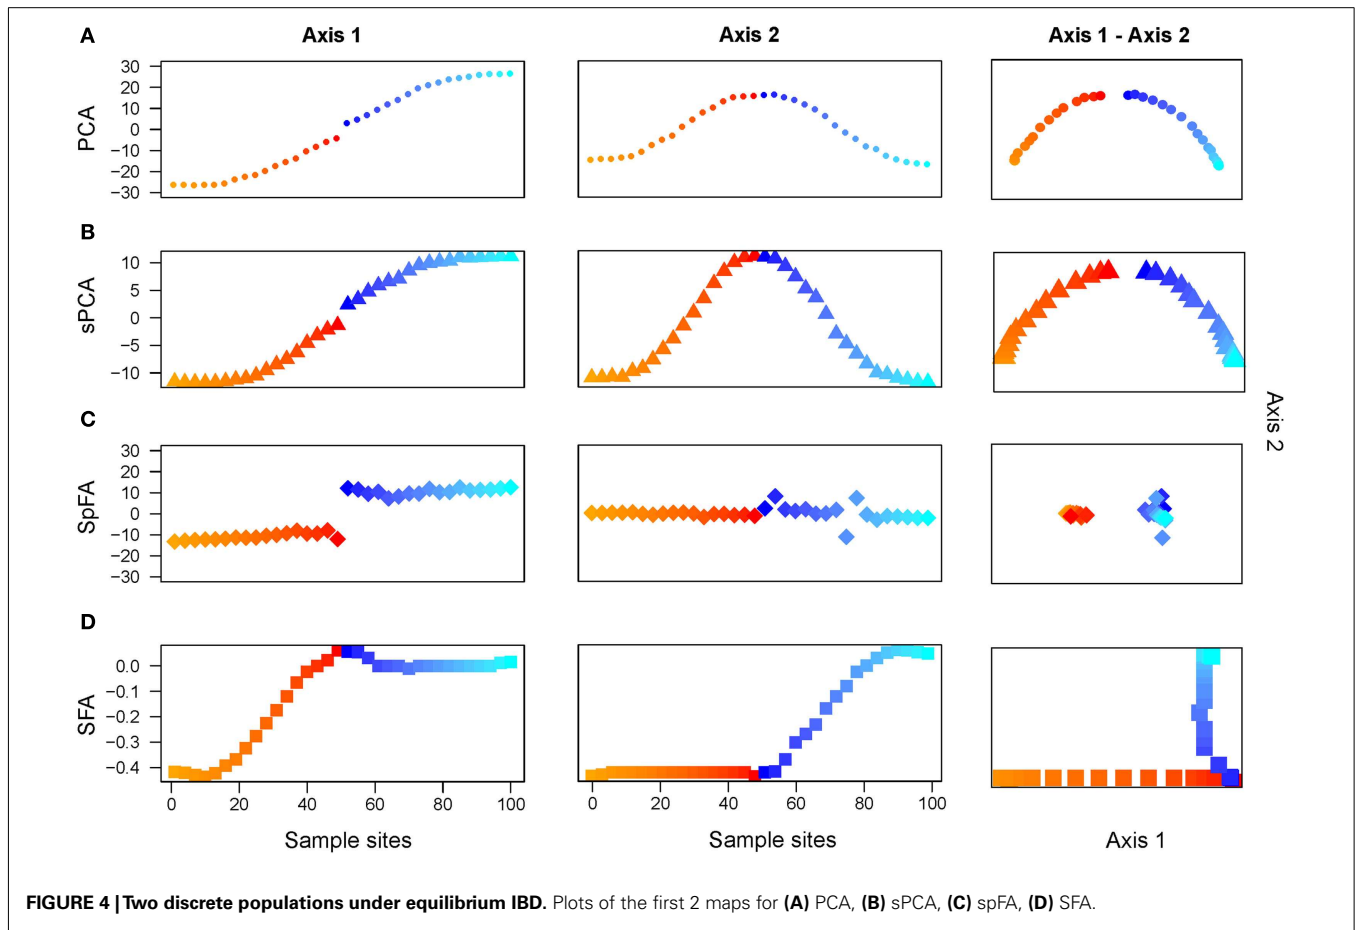 A Axis 1 Axis 2 Axis 1 - Axis 2
PCA
30
20
10
0
−10
−20
−30
B
sPCA
10
5
0
−5
−10
Axis 2
C
SpFA
30
20
10
0
−10
−20
−30
D
SFA
0.0
−0.1
−0.2
−0.3
−0.4
0 20 40 60 80 100 0 20 40 60 80 100
Sample sites Sample sites Axis 1
FIGURE 4 | Two discrete populations under equilibrium IBD. Plots of the first 2 maps for (A) PCA, (B) sPCA, (C) spFA, (D) SFA.